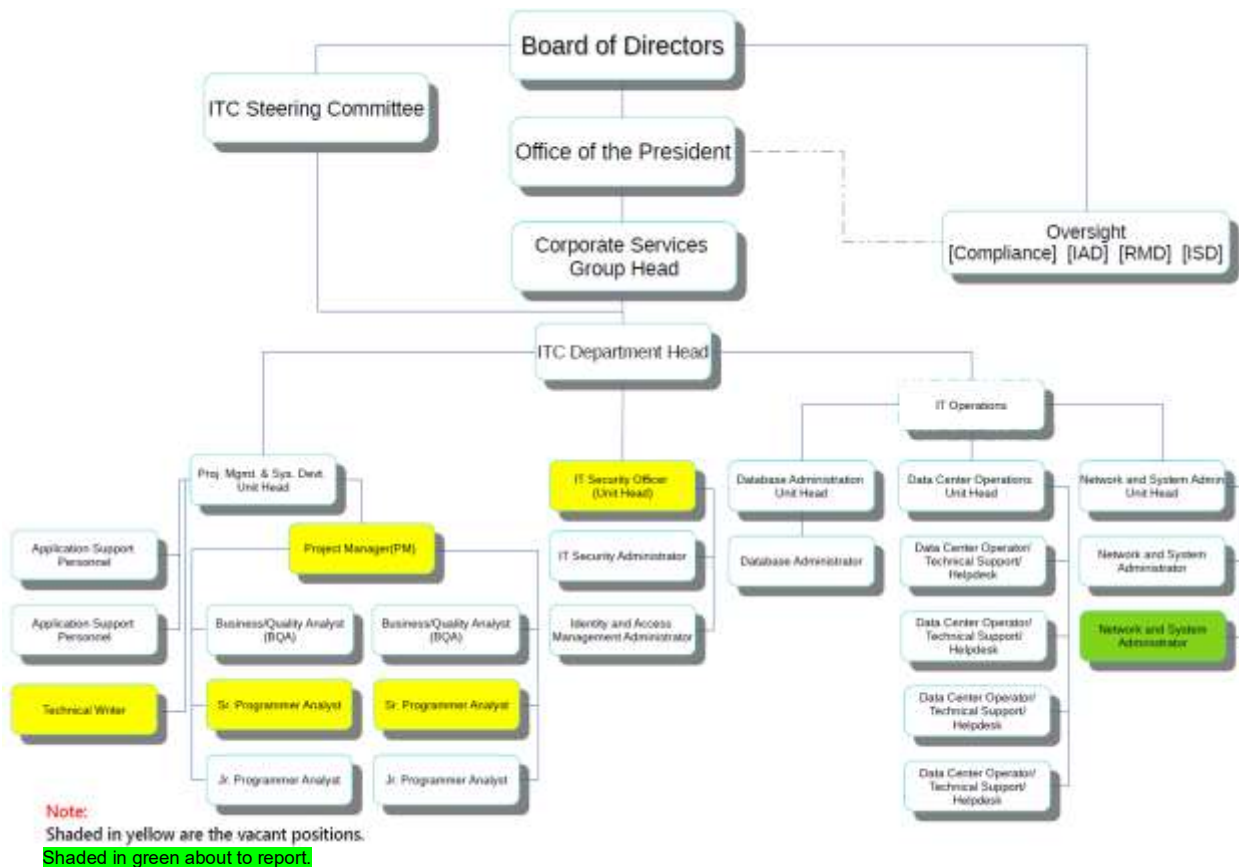 Board of Directors
ITC Steering Committee
Office of the President
Oversight
[Compliance] [IAD] [RMD] [ISD]
Corporate Services
Group Head
ITC Department Head
IT Operations
Proj. Mgmt. & Sys. Devt.
Unit Head
IT Security Officer
(Unit Head)
Database Administration
Unit Head
Data Center Operations
Unit Head
Network and System Admin
Unit Head
Application Support
Personnel
Project Manager(PM)
IT Security Administrator
Database Administrator
Data Center Operator/
Technical Support/
Helpdesk
Network and System
Administrator
Application Support
Personnel
Business/Quality Analyst
(BQA)
Business/Quality Analyst
(BQA)
Identity and Access
Management Administrator
Data Center Operator/
Technical Support/
Helpdesk
Network and System
Administrator
Technical Writer
Sr. Programmer Analyst
Sr. Programmer Analyst
Data Center Operator/
Technical Support/
Helpdesk
Jr. Programmer Analyst
Jr. Programmer Analyst
Data Center Operator/
Technical Support/
Helpdesk
Note:
Shaded in yellow are the vacant positions.
Shaded in green about to report.